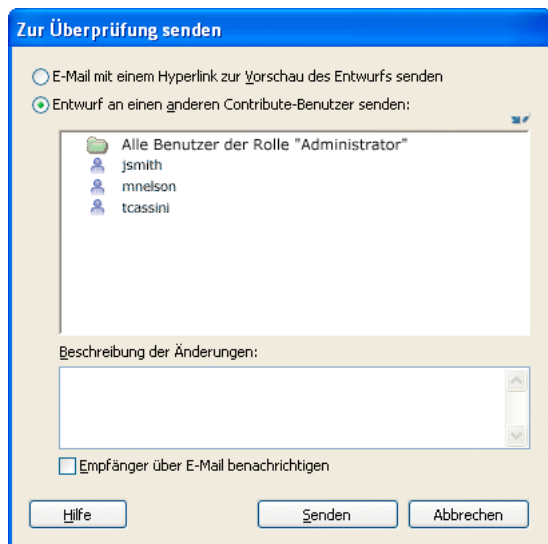 Zur Überprüfung senden
E-Mail mit einem Hyperlink zur Vorschau des Entwurfs senden
Entwurf an einen anderen Contribute-Benutzer senden:
Alle Benutzer der Rolle "Administrator"
jsmith
mnelson
tcassini
Beschreibung der Änderungen:
Empfänger über E-Mail benachrichtigen
Hilfe
Senden
Abbrechen